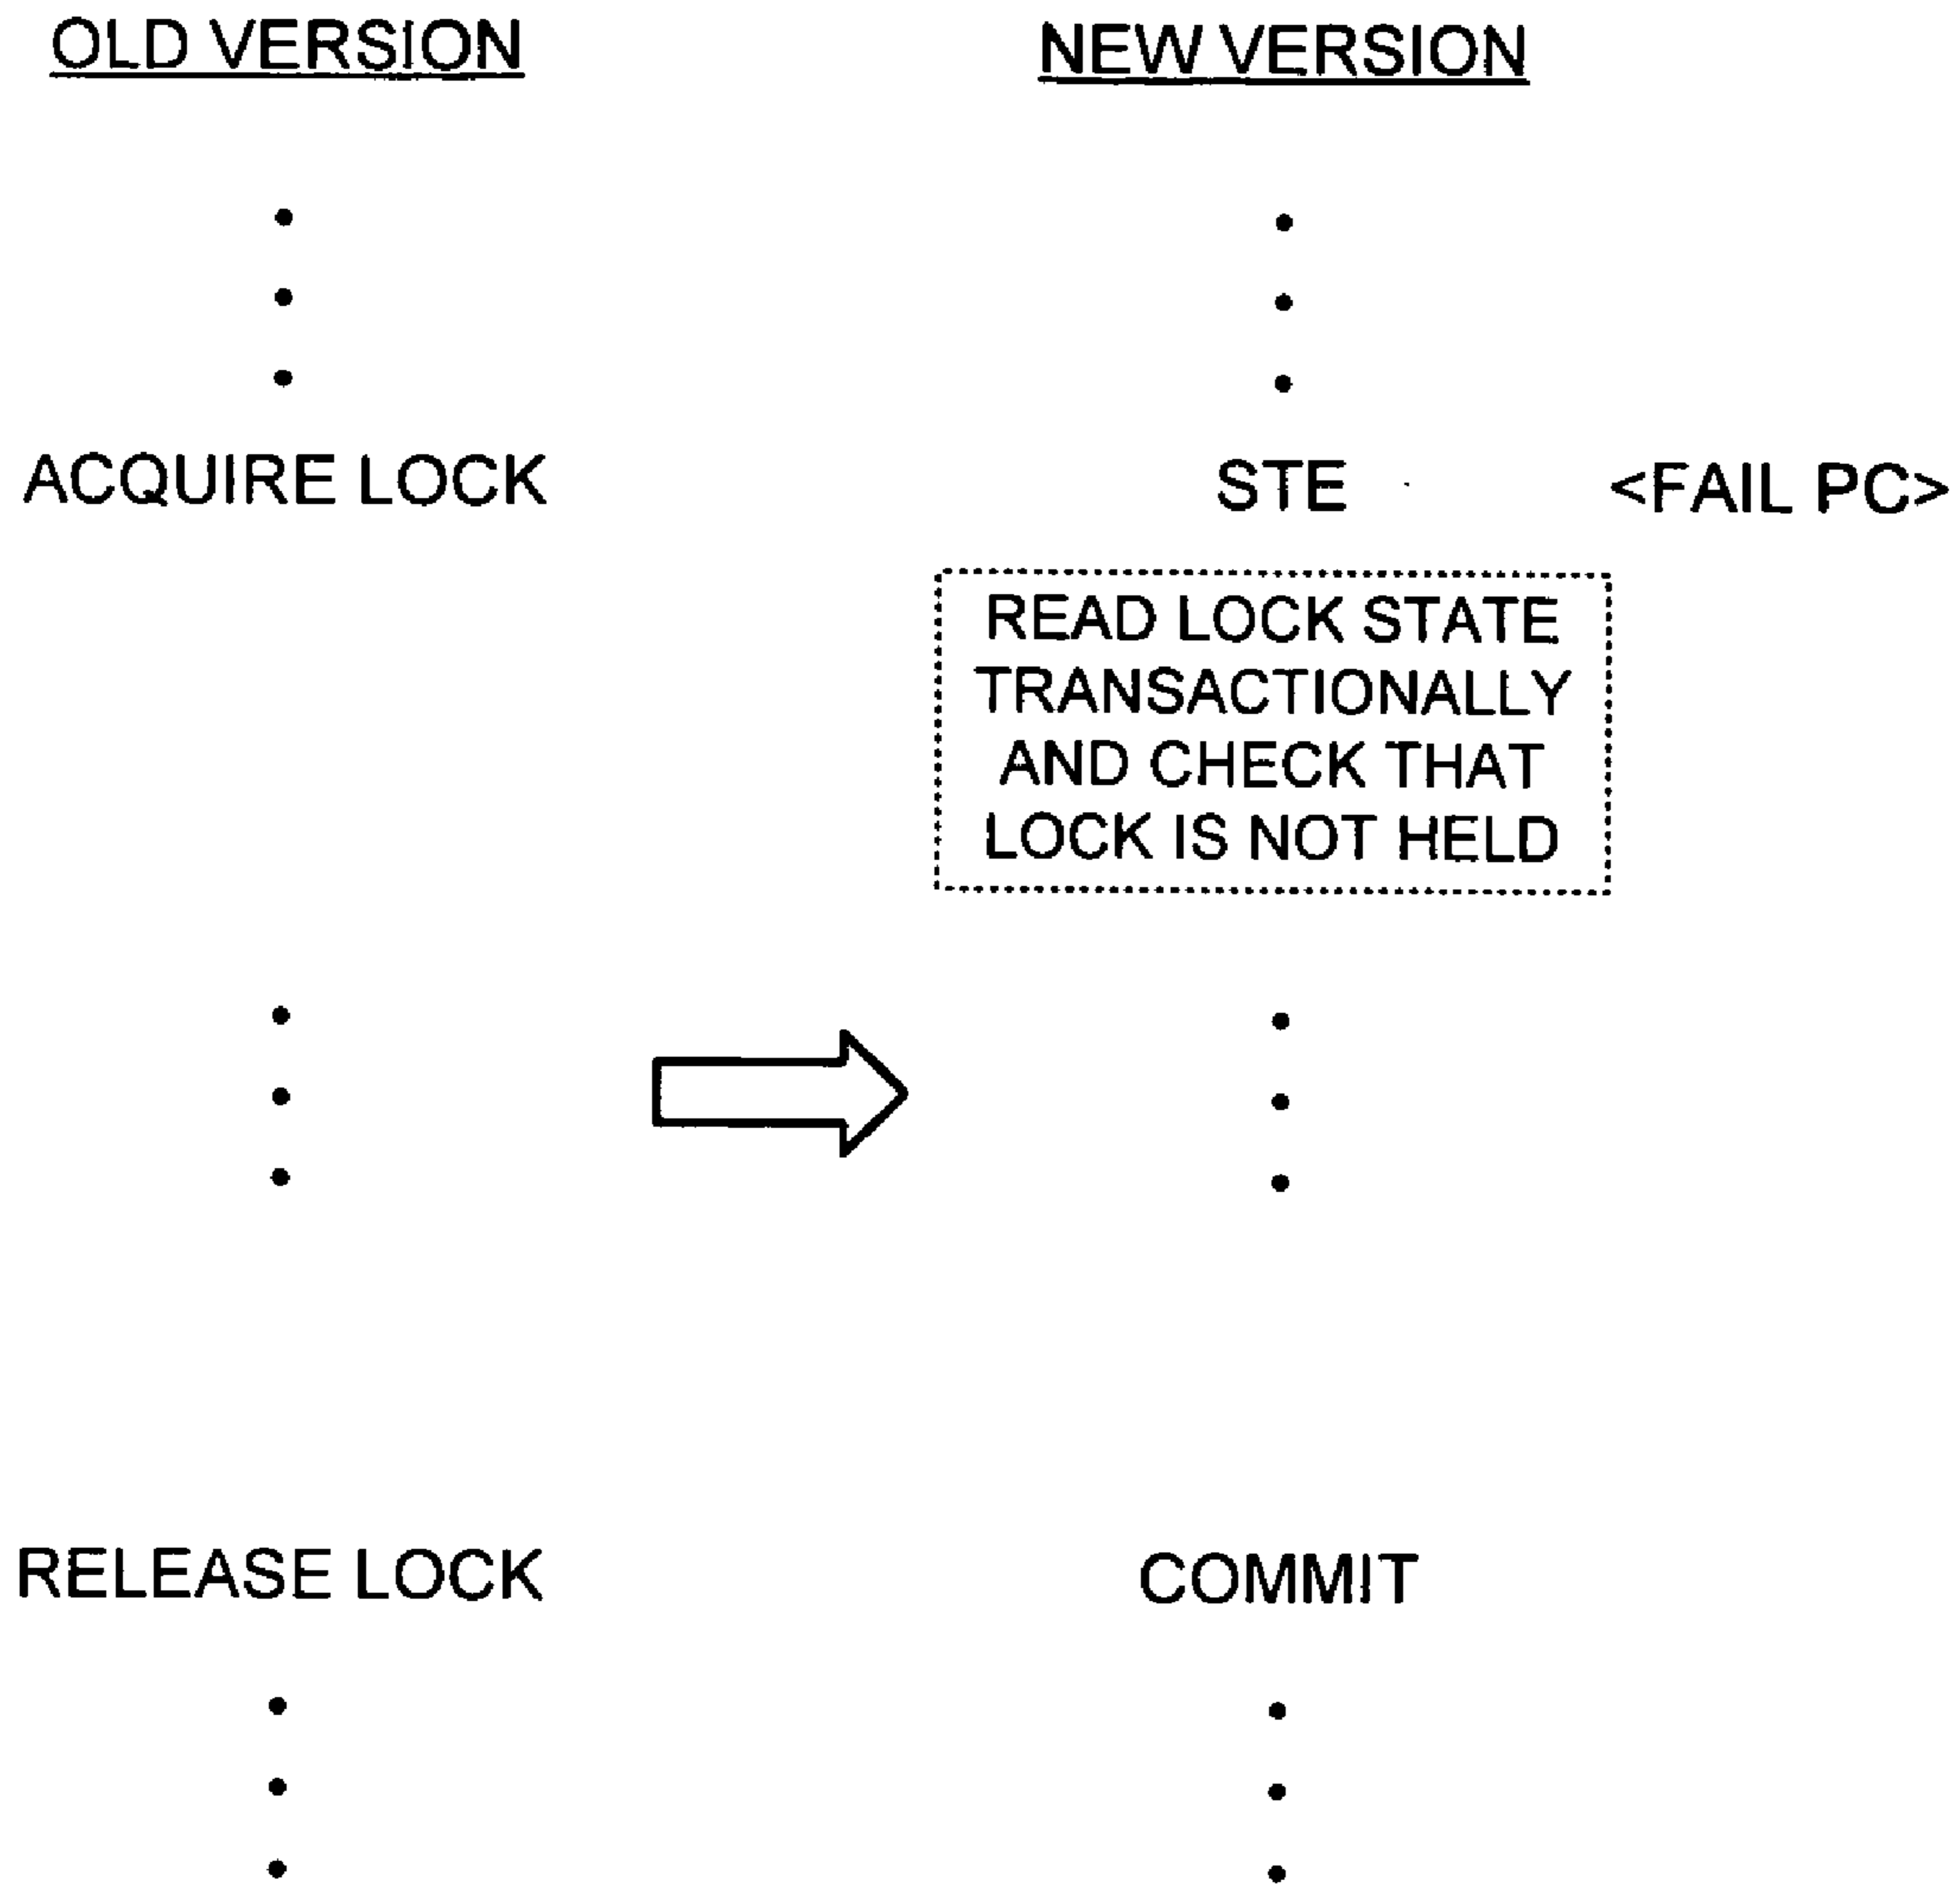 OLD VERSION
NEW VERSION
ACQUIRE LOCK
STE <FAIL PC>
READ LOCK STATE
TRANSACTIONALLY
AND CHECK THAT
LOCK IS NOT HELD
RELEASE LOCK
COMMIT